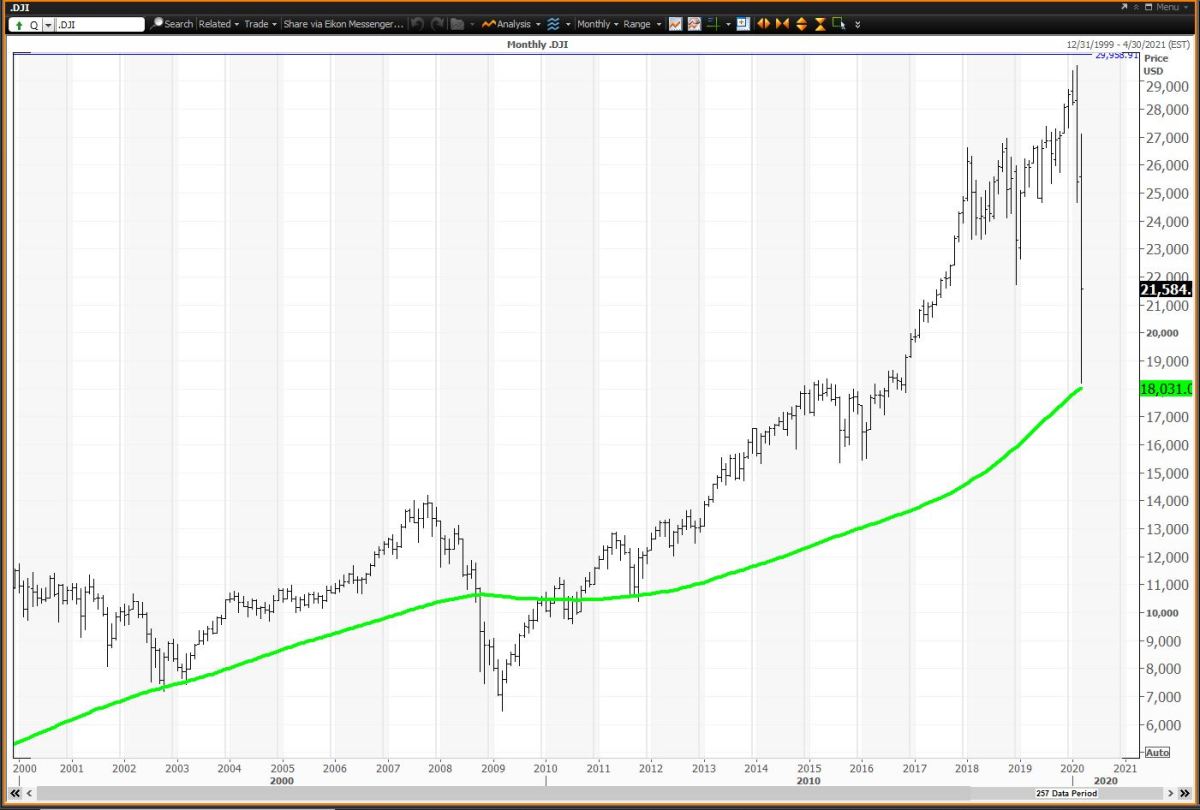 .DJI
Menu
Q .DJI Search Related Trade Share via Eikon Messenger... Analysis Monthly Range
Monthly .DJI
12/31/1999 - 4/30/2021 (EST)
29,958.91
Price
USD
29,000
28,000
27,000
26,000
25,000
24,000
23,000
22,000
21,584.
21,000
20,000
19,000
18,031.0
17,000
16,000
15,000
14,000
13,000
12,000
11,000
10,000
9,000
8,000
7,000
6,000
Auto
2000 2001 2002 2003 2004 2005 2006 2007 2008 2009 2010 2011 2012 2013 2014 2015 2016 2017 2018 2019 2020 2021
2000 2010 2020
257 Data Period